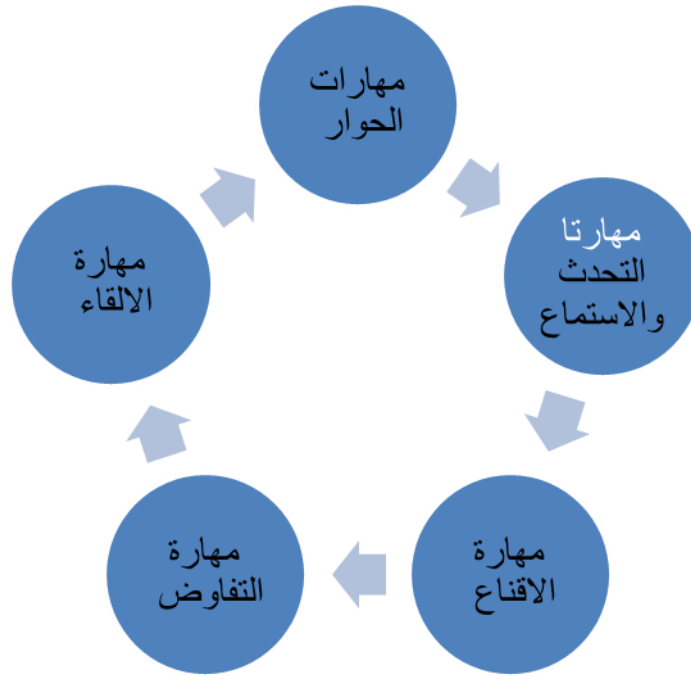 مهارات
الحوار
مهارتا
التحدث
والاستماع
مهارة
الاقناع
مهارة
التفاوض
مهارة
الالقاء